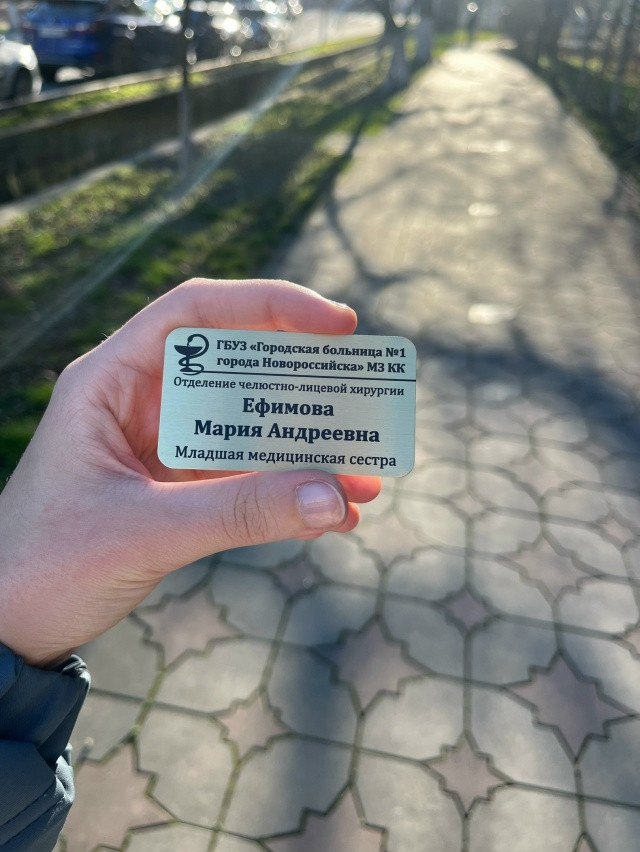 ГБУЗ «Городская больница №1
города Новороссийска» МЗ КК
Отделение челюстно-лицевой хирургии
Ефимова
Мария Андреевна
Младшая медицинская сестра